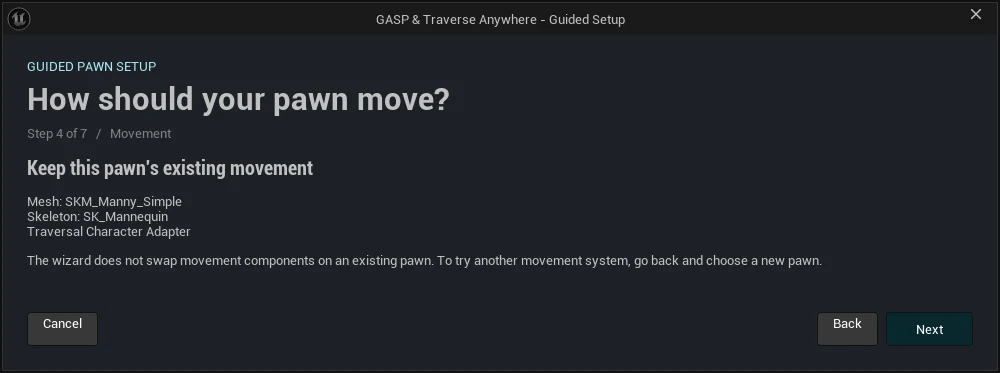 GASP & Traverse Anywhere - Guided Setup
GUIDED PAWN SETUP
How should your pawn move?
Step 4 of 7 / Movement
Keep this pawn's existing movement
Mesh: SKM_Manny_Simple
Skeleton: SK_Mannequin
Traversal Character Adapter
The wizard does not swap movement components on an existing pawn. To try another movement system, go back and choose a new pawn.
Cancel
Back
Next